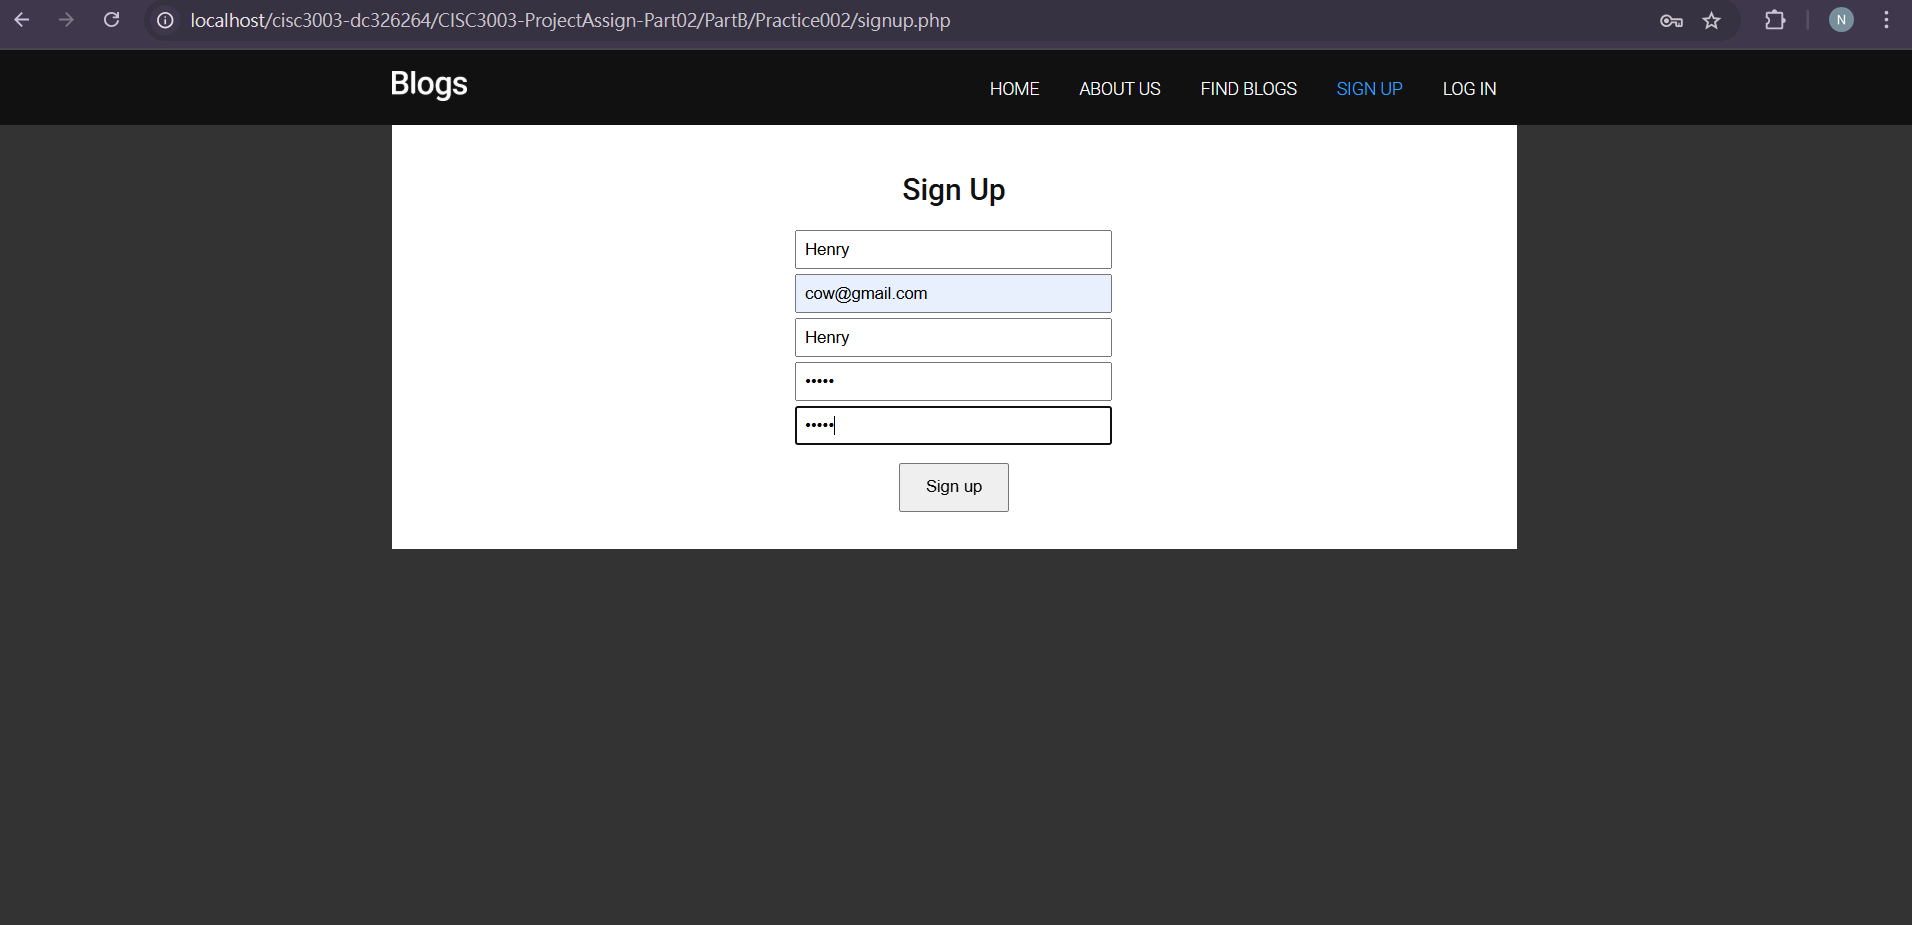 localhost/cisc3003-dc326264/CISC3003-ProjectAssign-Part02/PartB/Practice002/signup.php
N
Blogs
HOME ABOUT US FIND BLOGS SIGN UP LOG IN
Sign Up
Henry
cow@gmail.com
Henry
•••••
•••••
Sign up